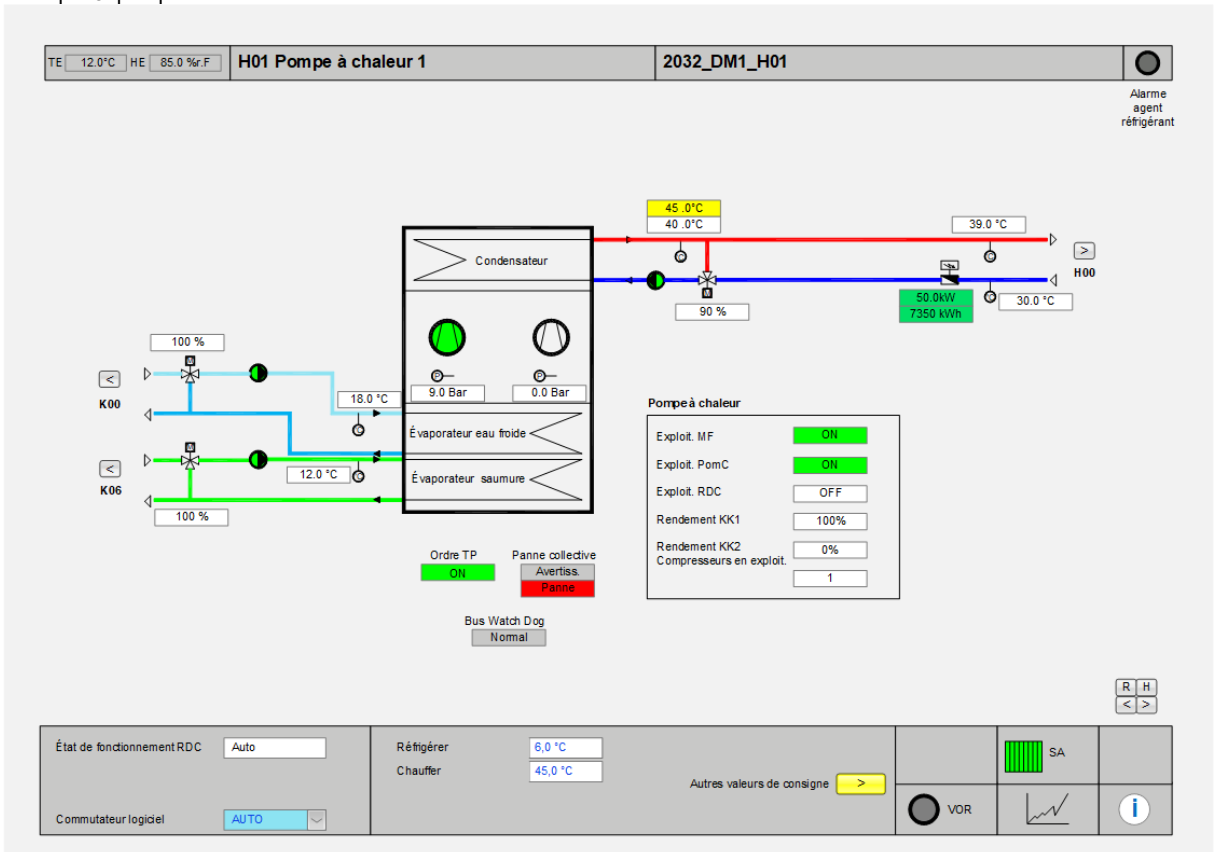 TE 12.0°C HE 85.0 %r.F H01 Pompe à chaleur 1 2032_DM1_H01
Alarme
agent
réfrigérant
45 .0°C
40 .0°C
39.0 °C
>
H00
Condensateur
C
C
M
90 %
50.0kW
7350 kWh
C
30.0 °C
100 %
M
<
K00
P
P
9.0 Bar
0.0 Bar
18.0 °C
C
Évaporateur eau froide
M
<
K06
12.0 °C
C
Évaporateur saumure
100 %
Pompe à chaleur
Exploit. MF ON
Exploit. PomC ON
Exploit. RDC OFF
Rendement KK1 100%
Rendement KK2 0%
Compresseurs en exploit.
1
Ordre TP
ON
Panne collective
Avertiss.
Panne
Bus Watch Dog
Normal
R H
< >
État de fonctionnement RDC Auto
Réfrigérer 6,0 °C
Chauffer 45,0 °C
Autres valeurs de consigne >
SA
Commutateur logiciel AUTO
VOR
i